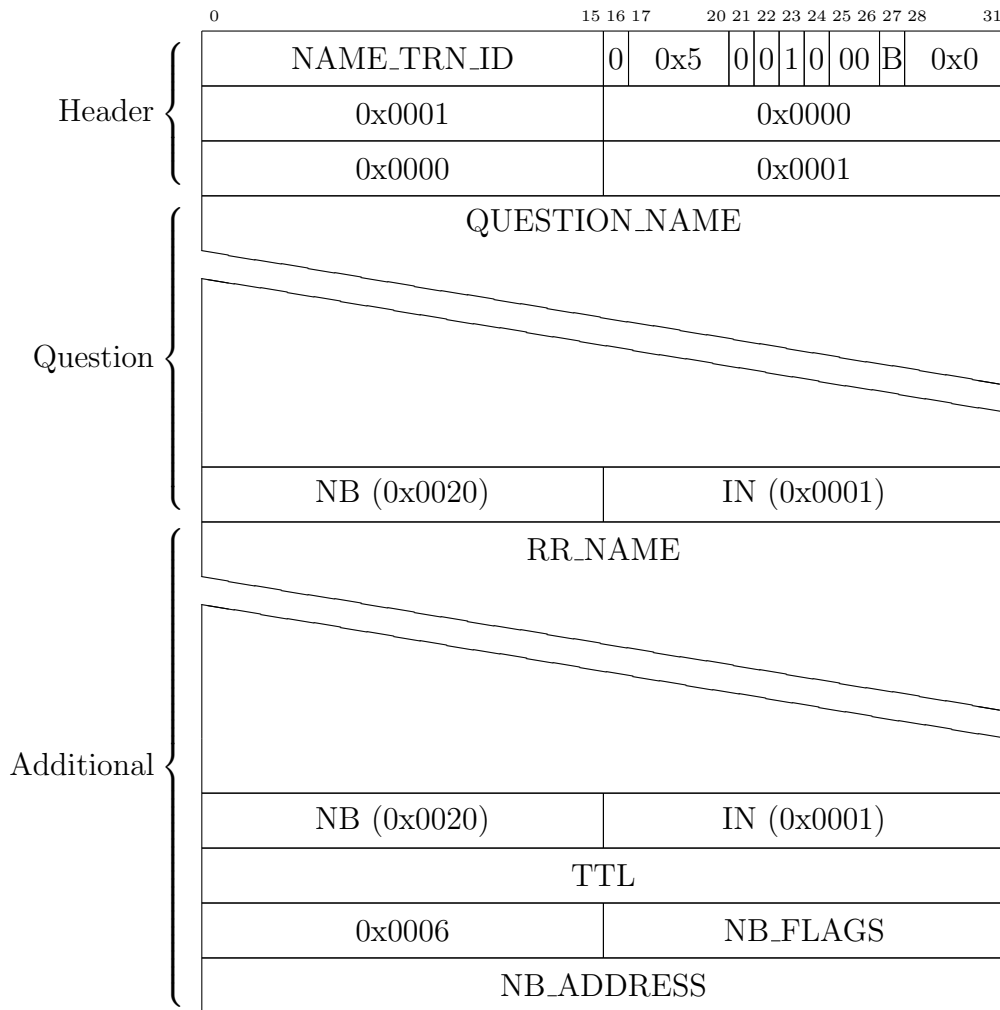 0 15 16 17 20 21 22 23 24 25 26 27 28 31
NAME_TRN_ID 0 0x5 0 0 1 0 00 B 0x0
Header 0x0001 0x0000
0x0000 0x0001
QUESTION_NAME
Question
NB (0x0020) IN (0x0001)
RR_NAME
Additional
NB (0x0020) IN (0x0001)
TTL
0x0006 NB_FLAGS
NB_ADDRESS